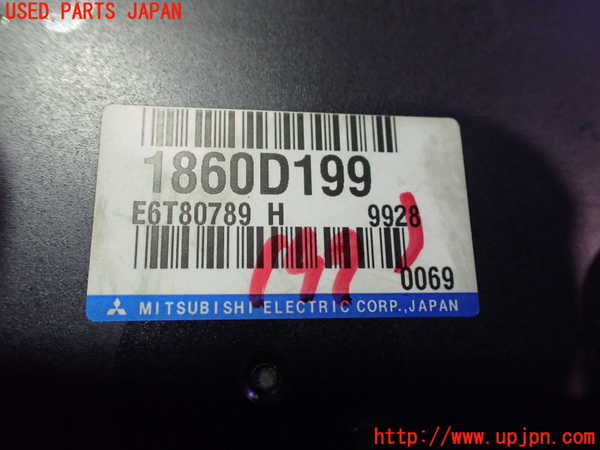 USED PARTS JAPAN
1860D199
E6T80789 H 9928
0069
MITSUBISHI ELECTRIC CORP.,JAPAN
http://www.upjpn.com/